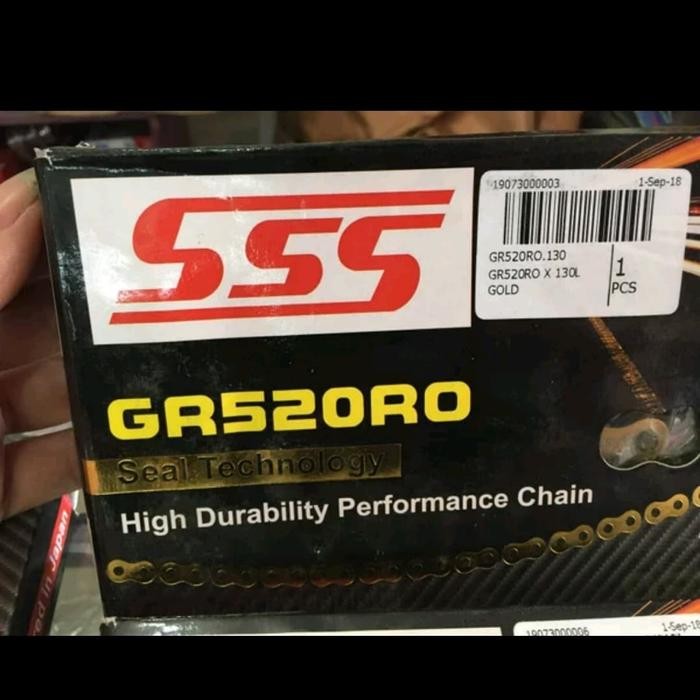 SSS
19073000003 1-Sep-18
GR520RO.130
GR520RO X 130L
GOLD
1
PCS
GR520RO
Seal Technology
High Durability Performance Chain
Japan
19073000006 1-Sep-18